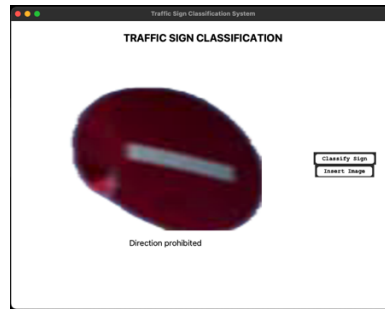 Traffic Sign Classification System
TRAFFIC SIGN CLASSIFICATION
Classify Sign
Insert Image
Direction prohibited